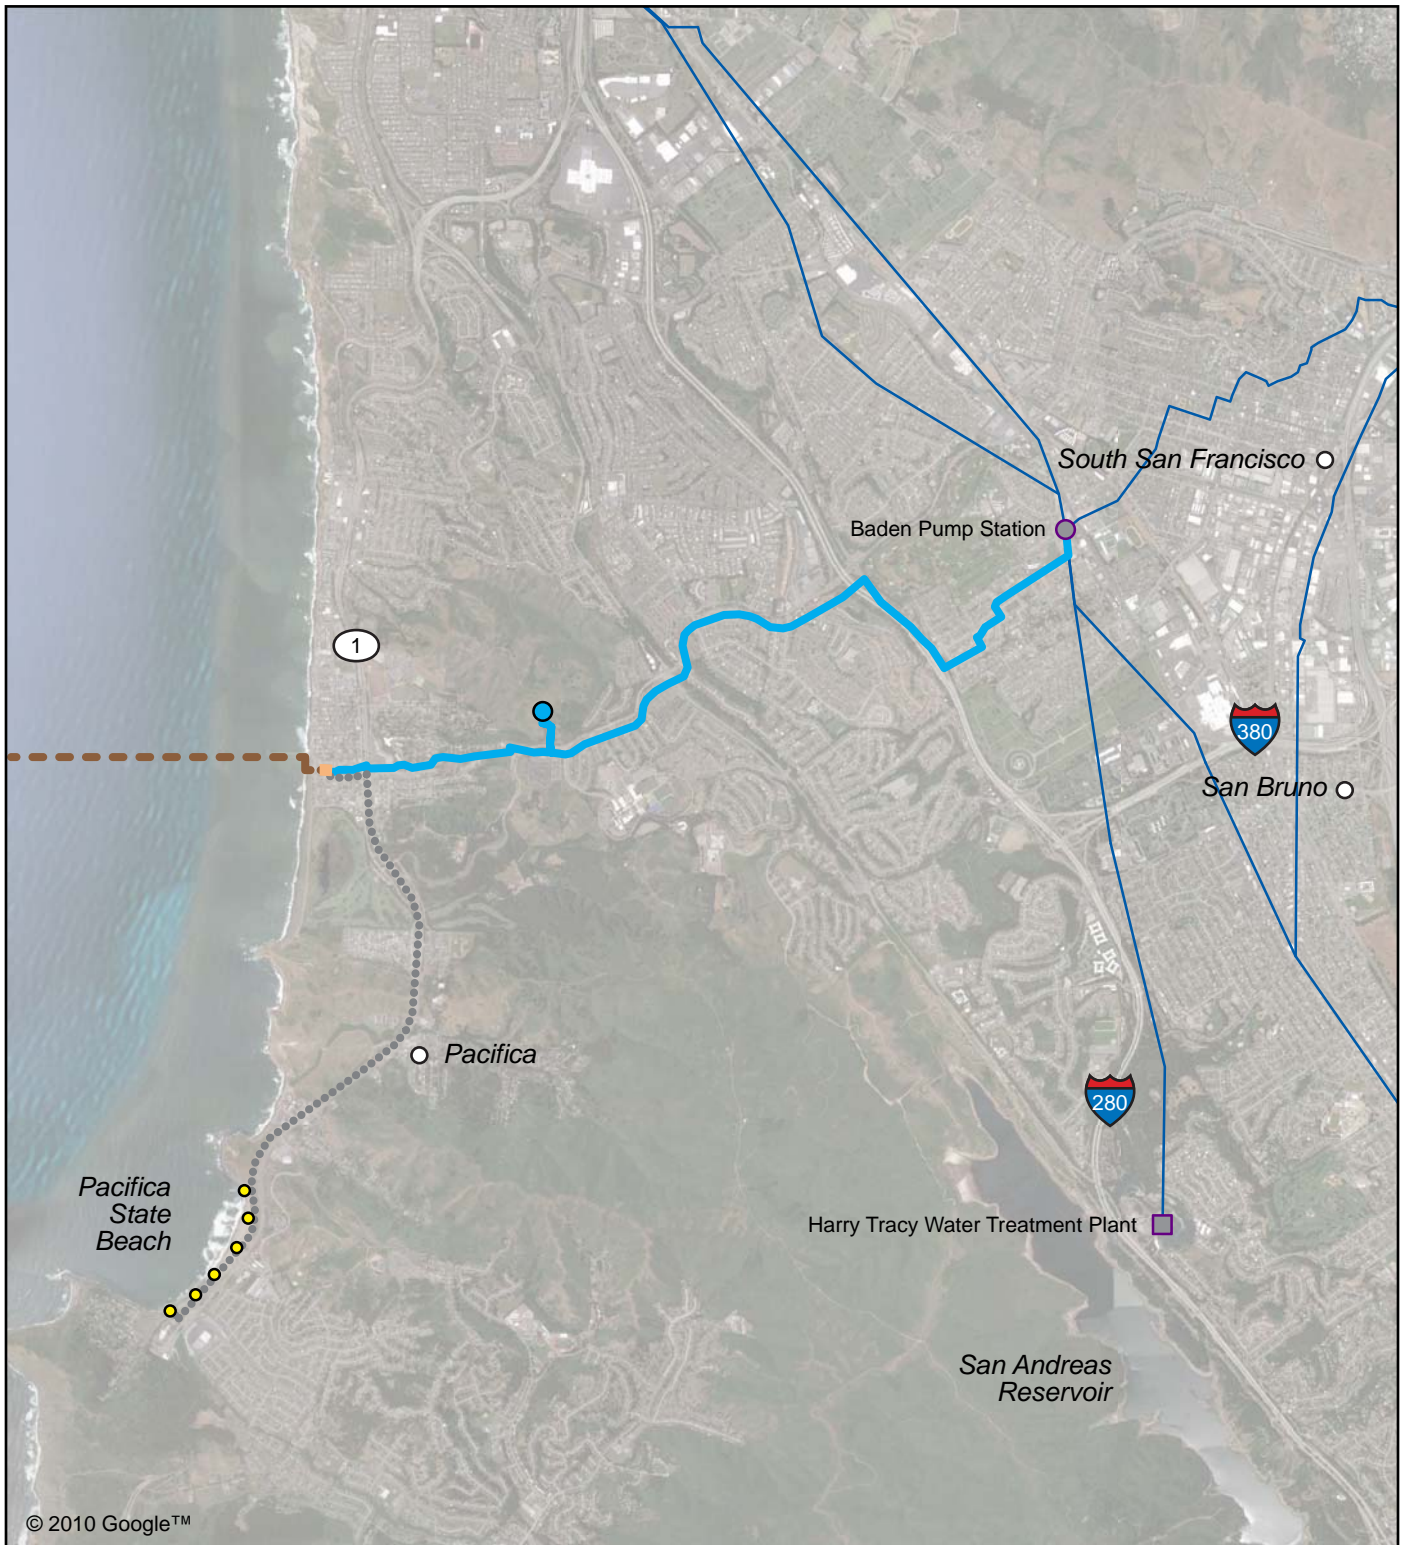 South San Francisco
Baden Pump Station
1
380
San Bruno
Pacifica
280
Pacifica
State
Beach
Harry Tracy Water Treatment Plant
San Andreas
Reservoir
© 2010 Google™